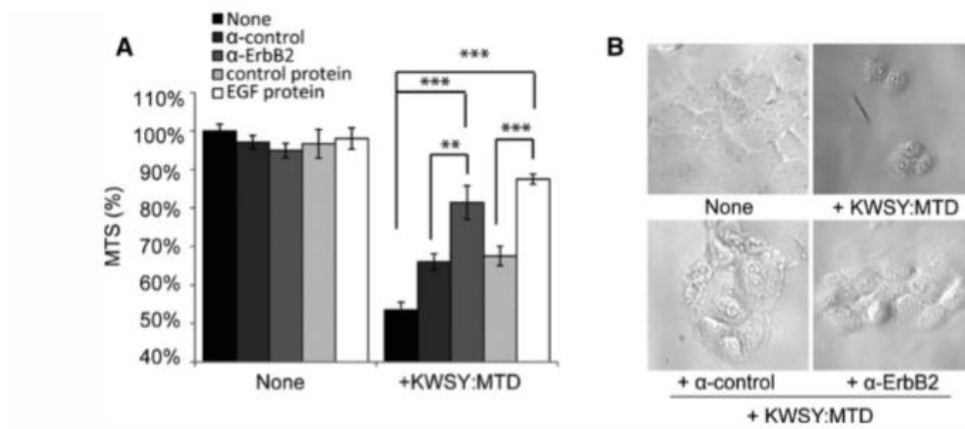 A
None
α-control
α-ErbB2
control protein
EGF protein
***
***
***
**
110%
100%
90%
80%
70%
60%
50%
40%
MTS (%)
None
+KWSY:MTD
B
None
+ KWSY:MTD
+ α-control
+ α-ErbB2
+ KWSY:MTD